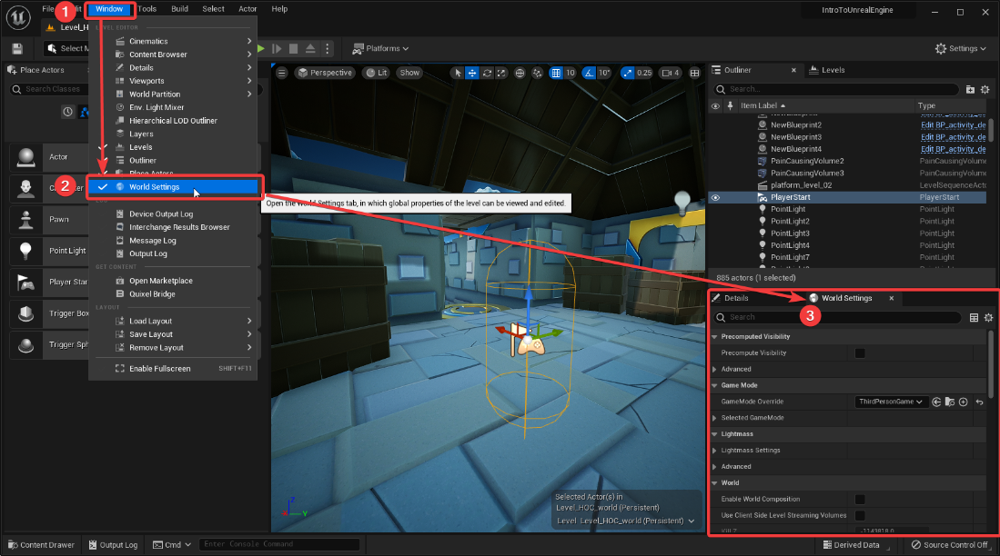 1
File
Edit
Window
Tools
Build
Select
Actor
Help
IntroToUnrealEngine
Level_H
Select M
Platforms
Settings
Place Actors
Search Classes
Actor
Pawn
Point Light
Player Star
Trigger Box
Trigger Sph
LEVEL EDITOR
Cinematics
Content Browser
Details
Viewports
World Partition
Env. Light Mixer
Hierarchical LOD Outliner
Layers
Levels
Outliner
Place Actors
2
World Settings
Open the World Settings tab, in which global properties of the level can be viewed and edited.
Device Output Log
Interchange Results Browser
Message Log
Output Log
GET CONTENT
Open Marketplace
Quixel Bridge
LAYOUT
Load Layout
Save Layout
Remove Layout
Enable Fullscreen SHIFT+F11
Perspective
Lit
Show
10
10°
0.25
4
Z
X
Y
Selected Actor(s) in
Level_HOC_world (Persistent)
Level: Level_HOC_world (Persistent)
Outliner
Levels
Search...
Item Label
Type
NewBlueprint2 Edit BP_activity_de
NewBlueprint3 Edit BP_activity_de
NewBlueprint4 Edit BP_activity_de
PainCausingVolume2 PainCausingVolume
PainCausingVolume3 PainCausingVolume
platform_level_02 LevelSequenceActo
PlayerStart PlayerStart
PointLight PointLight
PointLight2 PointLight
PointLight3 PointLight
PointLight4 PointLight
PointLight7 PointLight
885 actors (1 selected)
Details
World Settings
3
Search
Precomputed Visibility
Precompute Visibility
Advanced
Game Mode
GameMode Override ThirdPersonGame
Selected GameMode
Lightmass
Lightmass Settings
Advanced
World
Enable World Composition
Use Client Side Level Streaming Volumes
Kill Z -1143818.0
Content Drawer
Output Log
Cmd
Enter Console Command
Derived Data
Source Control Off